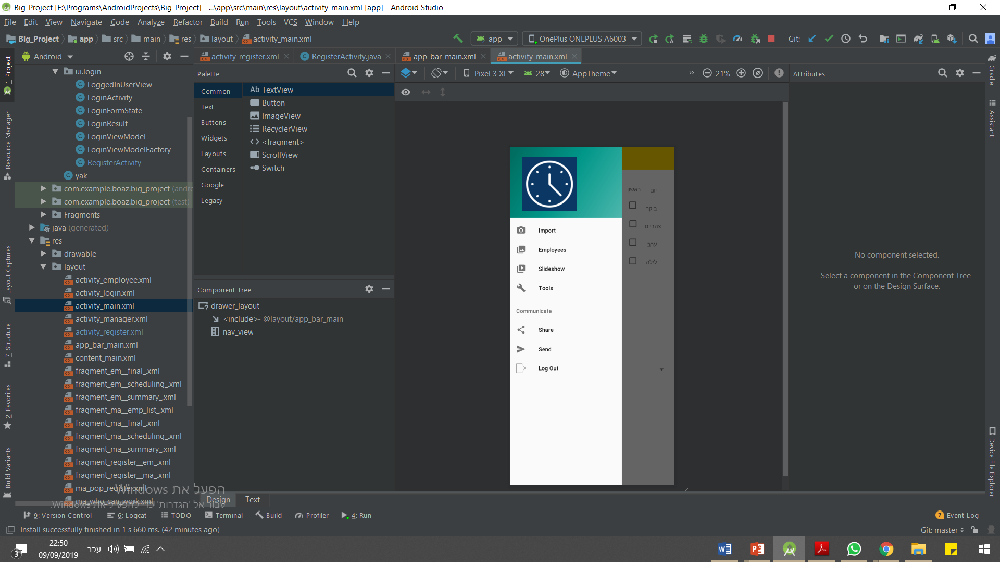 Big_Project [E:\Programs\AndroidProjects\Big_Project] - ...\app\src\main\res\layout\activity_main.xml [app] - Android Studio
File Edit View Navigate Code Analyze Refactor Build Run Tools VCS Window Help
Big_Project app src main res layout activity_main.xml
app OnePlus ONEPLUS A6003 Git:
Android
activity_register.xml RegisterActivity.java app_bar_main.xml activity_main.xml
1: Project
Resource Manager
Layout Captures
7: Structure
2: Favorites
Build Variants
ui.login
LoggedInUserView
LoginActivity
LoginFormState
LoginResult
LoginViewModel
LoginViewModelFactory
RegisterActivity
yak
com.example.boaz.big_project (andro
com.example.boaz.big_project (test)
Fragments
java (generated)
res
drawable
layout
activity_employee.xml
activity_login.xml
activity_main.xml
activity_manager.xml
activity_register.xml
app_bar_main.xml
content_main.xml
fragment_em__final_.xml
fragment_em__scheduling_.xml
fragment_em__summary_.xml
fragment_ma__emp_list_.xml
fragment_ma__final_.xml
fragment_ma__scheduling_.xml
fragment_ma__summary_.xml
fragment_register__em_.xml
fragment_register__ma_.xml
ma_pop_register.xml
ma_who_can_work.xml
הפעל את Windows
עבור אל 'הגדרות' כדי להפעיל את Windows.
Palette
Common
Text
Buttons
Widgets
Layouts
Containers
Google
Legacy
Ab TextView
Button
ImageView
RecyclerView
<fragment>
ScrollView
Switch
Component Tree
drawer_layout
<include>- @layout/app_bar_main
nav_view
Pixel 3 XL 28 AppTheme 21%
Import
Employees
Slideshow
Tools
Communicate
Share
Send
Log Out
יום ראשון
בוקר
צהריים
ערב
לילה
Attributes
No component selected.
Select a component in the Component Tree
or on the Design Surface.
Gradle
Assistant
Device File Explorer
Design Text
9: Version Control 6: Logcat TODO Terminal Build Profiler 4: Run 7 Event Log
Install successfully finished in 1 s 660 ms. (42 minutes ago) Git: master
3
22:50
09/09/2019
עבר